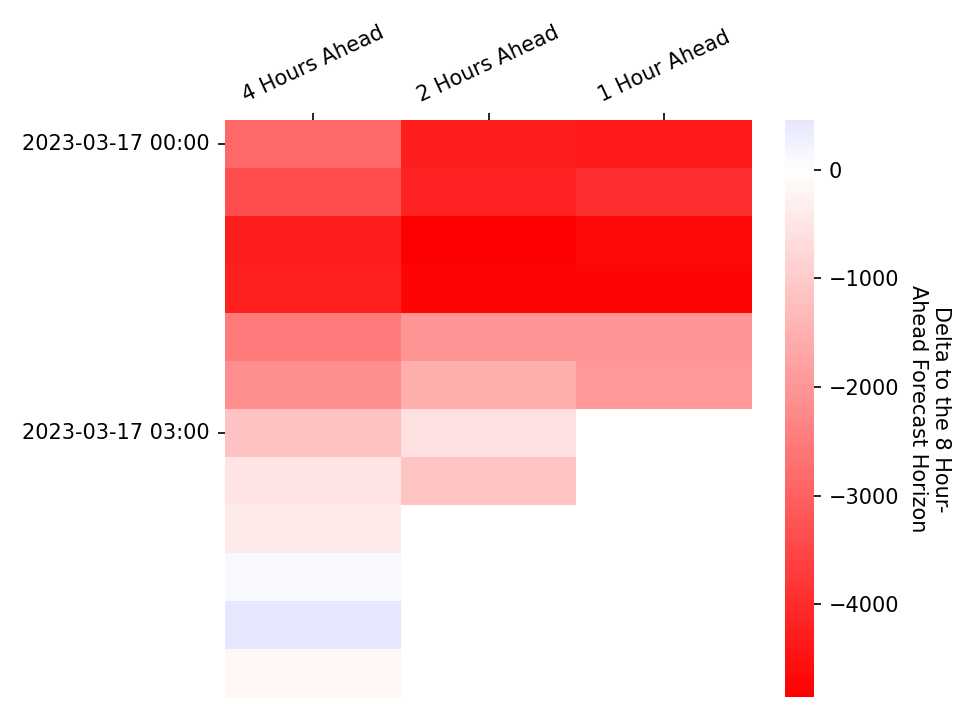 4 Hours Ahead
2 Hours Ahead
1 Hour Ahead
2023-03-17 00:00
2023-03-17 03:00
0
−1000
−2000
−3000
−4000
Delta to the 8 Hour-
Ahead Forecast Horizon